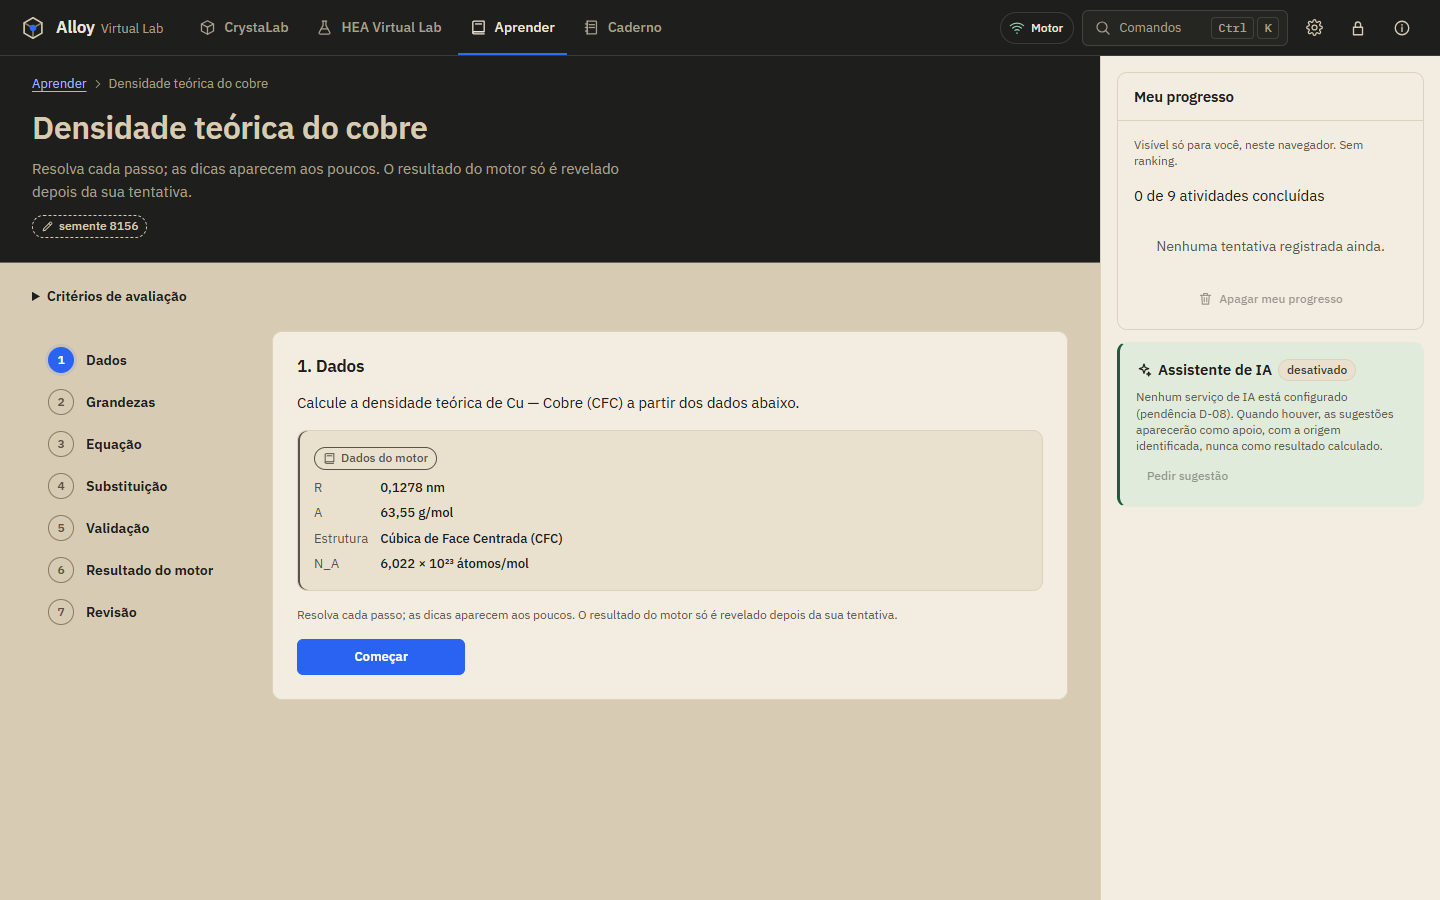 Alloy Virtual Lab
CrystaLab
HEA Virtual Lab
Aprender
Caderno
Motor
Comandos
Ctrl K
Aprender > Densidade teórica do cobre
Densidade teórica do cobre
Resolva cada passo; as dicas aparecem aos poucos. O resultado do motor só é revelado
depois da sua tentativa.
semente 8156
Critérios de avaliação
1 Dados
2 Grandezas
3 Equação
4 Substituição
5 Validação
6 Resultado do motor
7 Revisão
1. Dados
Calcule a densidade teórica de Cu — Cobre (CFC) a partir dos dados abaixo.
Dados do motor
R 0,1278 nm
A 63,55 g/mol
Estrutura Cúbica de Face Centrada (CFC)
N_A 6,022 × 10²³ átomos/mol
Resolva cada passo; as dicas aparecem aos poucos. O resultado do motor só é revelado depois da sua tentativa.
Começar
Meu progresso
Visível só para você, neste navegador. Sem
ranking.
0 de 9 atividades concluídas
Nenhuma tentativa registrada ainda.
Apagar meu progresso
Assistente de IA desativado
Nenhum serviço de IA está configurado
(pendência D-08). Quando houver, as sugestões
aparecerão como apoio, com a origem
identificada, nunca como resultado calculado.
Pedir sugestão